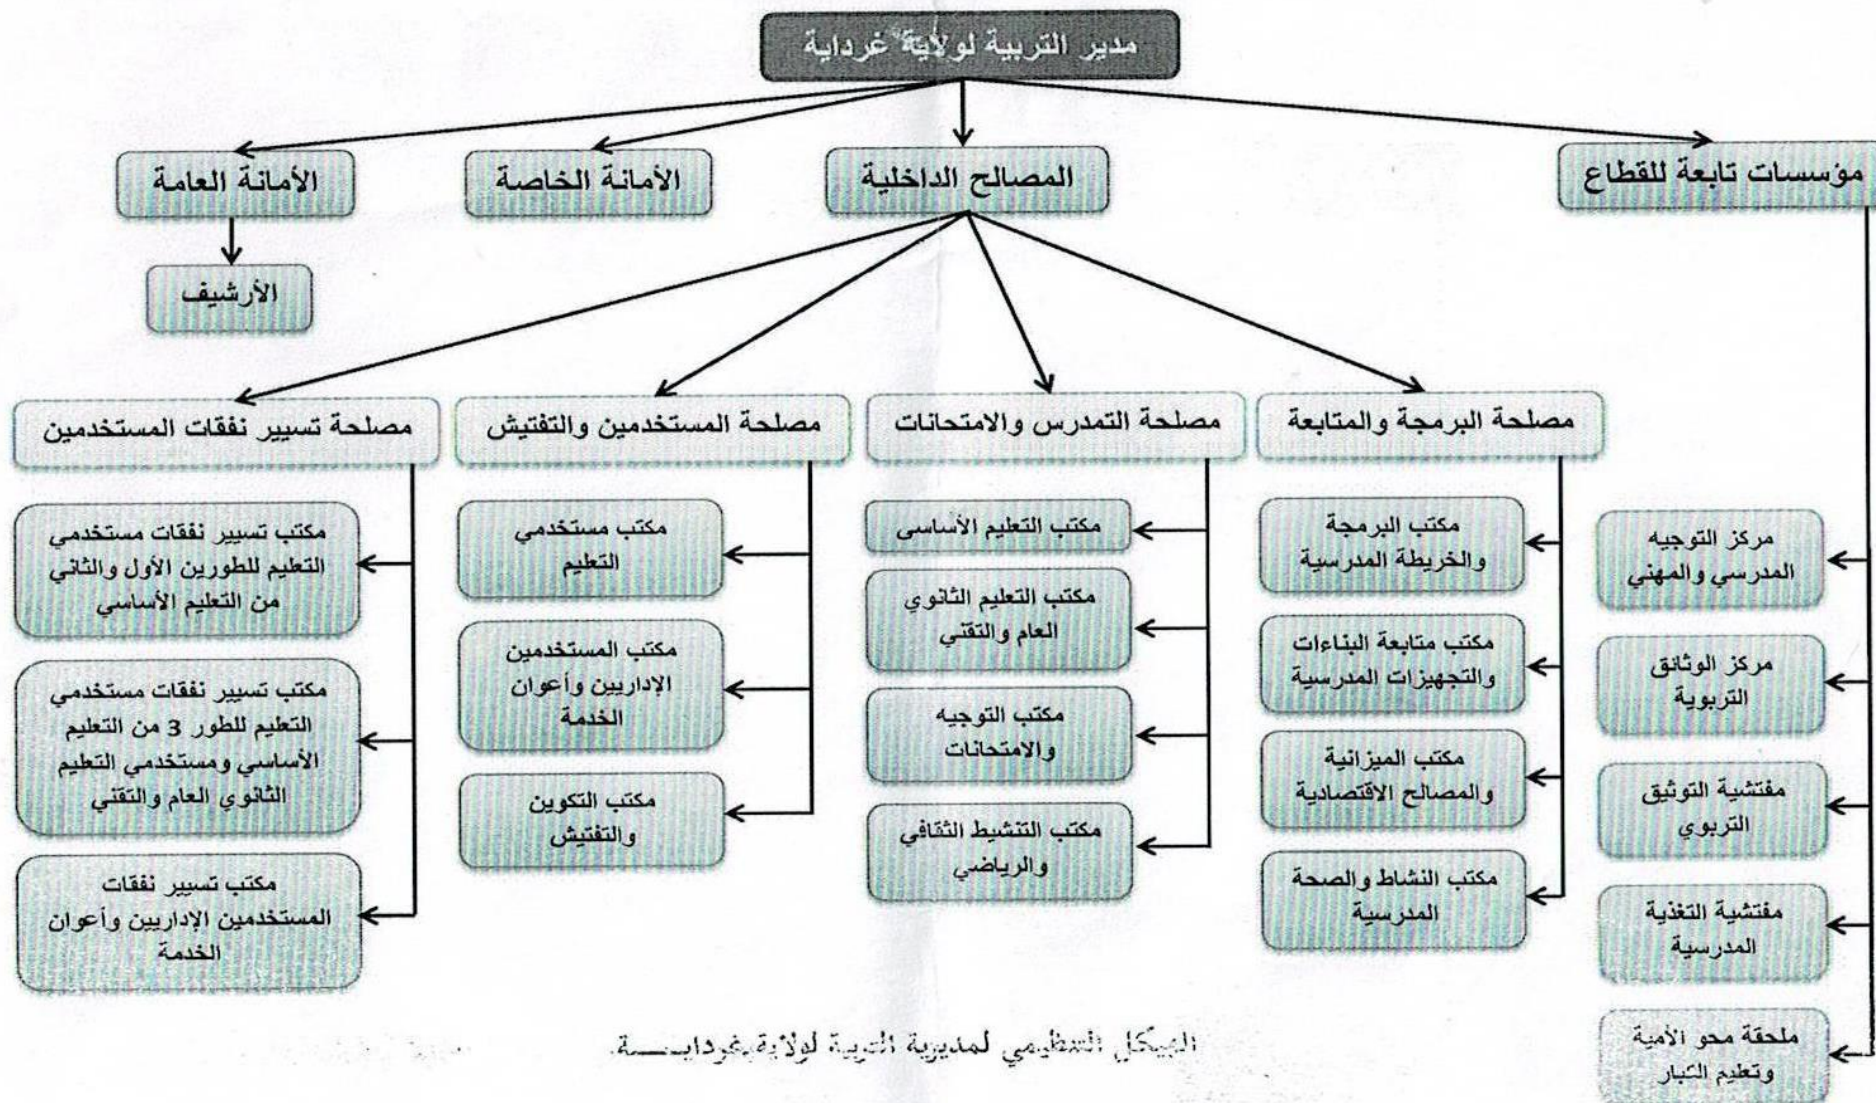 مدير التربية لولاية غرداية
مؤسسات تابعة للقطاع
المصالح الداخلية
الأمانة الخاصة
الأمانة العامة
الأرشيف
مصلحة البرمجة والمتابعة
مصلحة التمدرس والامتحانات
مصلحة المستخدمين والتفتيش
مصلحة تسيير نفقات المستخدمين
مركز التوجيه
المدرسي والمهني
مركز الوثائق
التربوية
مفتشية التوثيق
التربوي
مفتشية التغذية
المدرسية
ملحقة محو الأمية
وتعليم الكبار
مكتب البرمجة
والخريطة المدرسية
مكتب متابعة البناءات
والتجهيزات المدرسية
مكتب الميزانية
والمصالح الاقتصادية
مكتب النشاط والصحة
المدرسية
مكتب التعليم الأساسى
مكتب التعليم الثانوي
العام والتقني
مكتب التوجيه
والامتحانات
مكتب التنشيط الثقافي
والرياضي
مكتب مستخدمي
التعليم
مكتب المستخدمين
الإداريين وأعوان
الخدمة
مكتب التكوين
والتفتيش
مكتب تسيير نفقات مستخدمي
التعليم للطورين الأول والثاني
من التعليم الأساسي
مكتب تسيير نفقات مستخدمي
التعليم للطور 3 من التعليم
الأساسي ومستخدمي التعليم
الثانوي العام والتقني
مكتب تسيير نفقات
المستخدمين الإداريين وأعوان
الخدمة
الهيكل التنظيمي لمديرية التربية لولاية غردايـــــة.